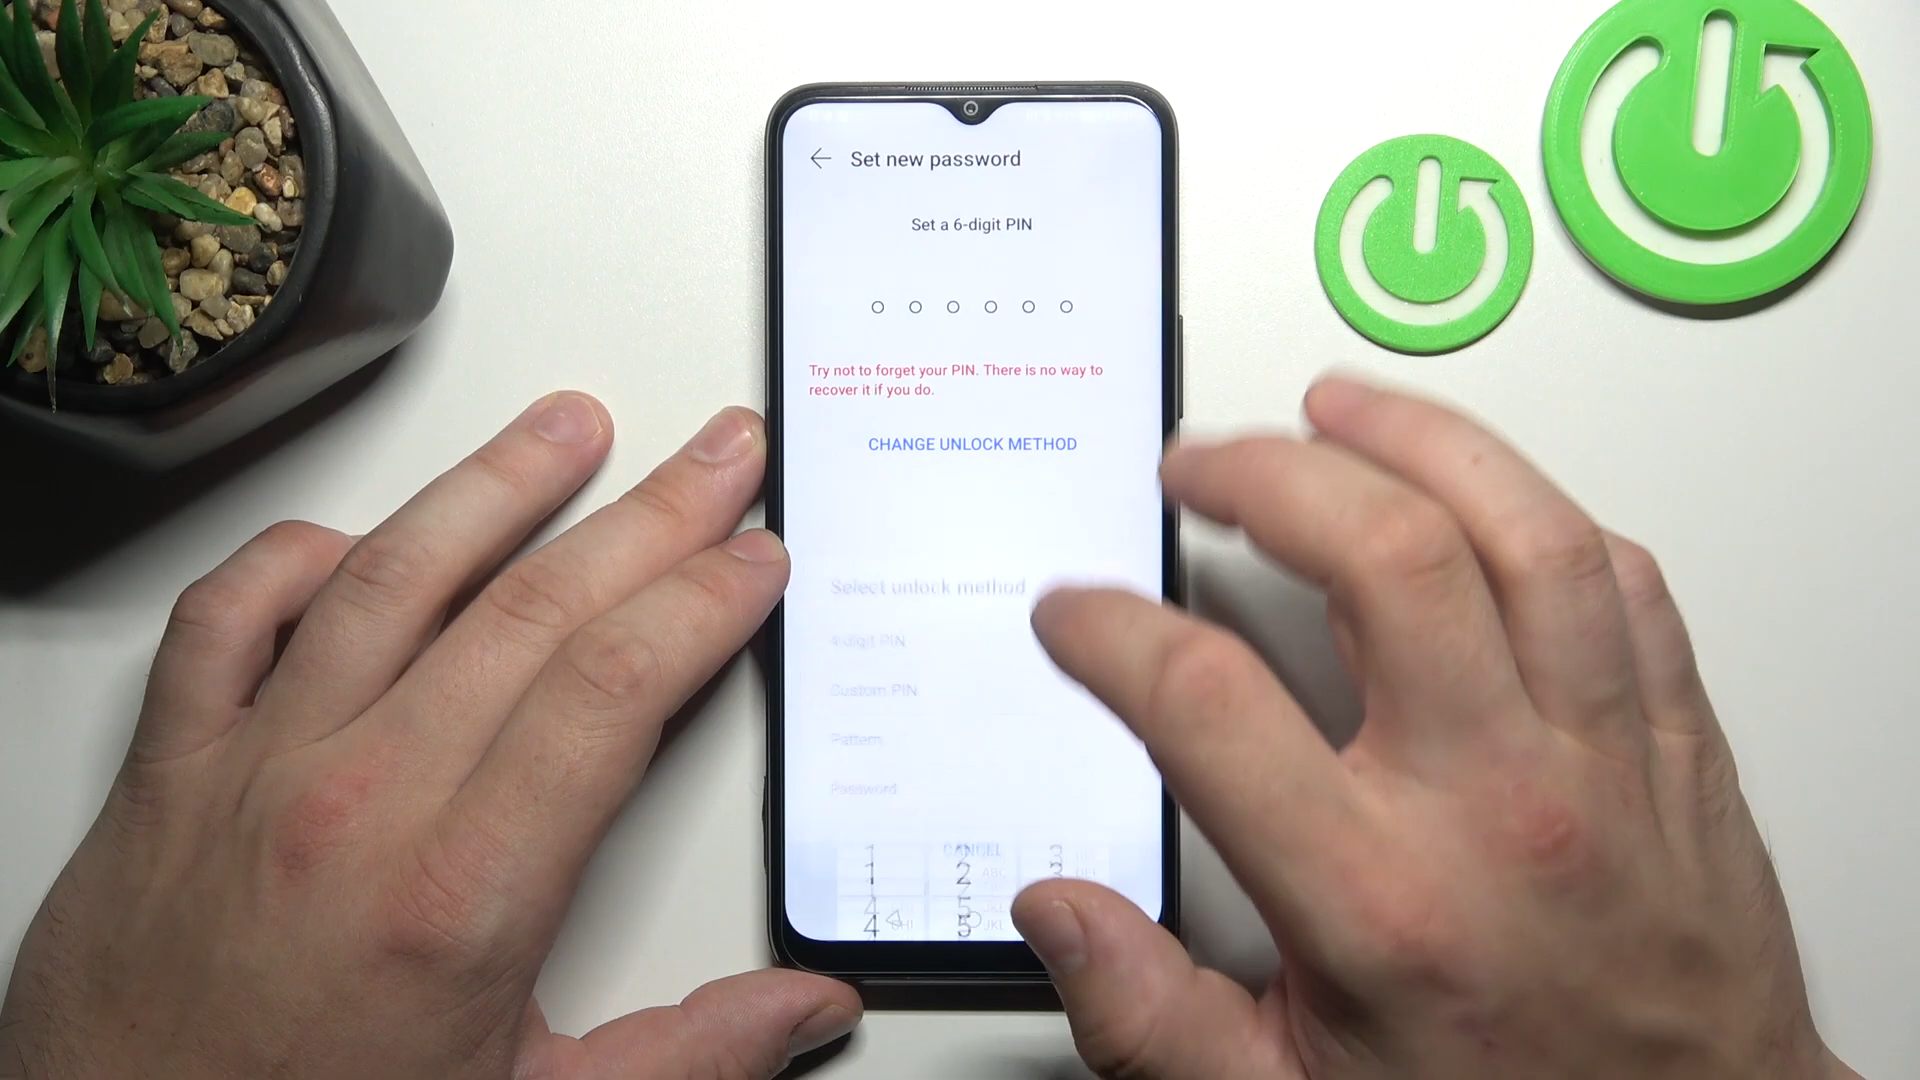 Set new password
Set a 6-digit PIN
Try not to forget your PIN. There is no way to
recover it if you do.
CHANGE UNLOCK METHOD
Select unlock method
4-digit PIN
Custom PIN
Pattern
Password
CANCEL
1 2 ABC 3
4 GHI 5 JKL